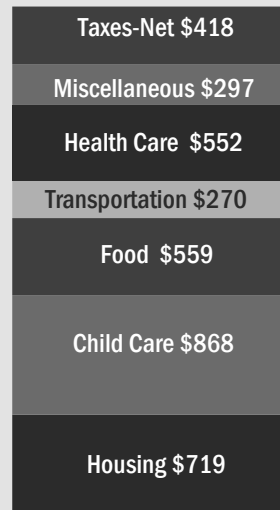 Taxes-Net $418
Miscellaneous $297
Health Care $552
Transportation $270
Food $559
Child Care $868
Housing $719